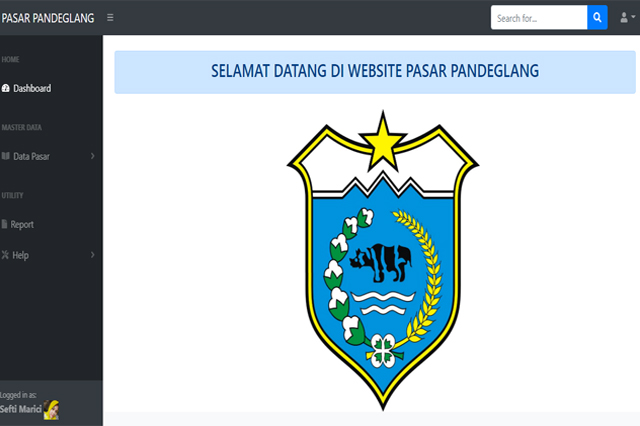 PASAR PANDEGLANG
Search for...
HOME
Dashboard
MASTER DATA
Data Pasar
UTILITY
Report
Help
Logged in as:
Sefti Marici
SELAMAT DATANG DI WEBSITE PASAR PANDEGLANG